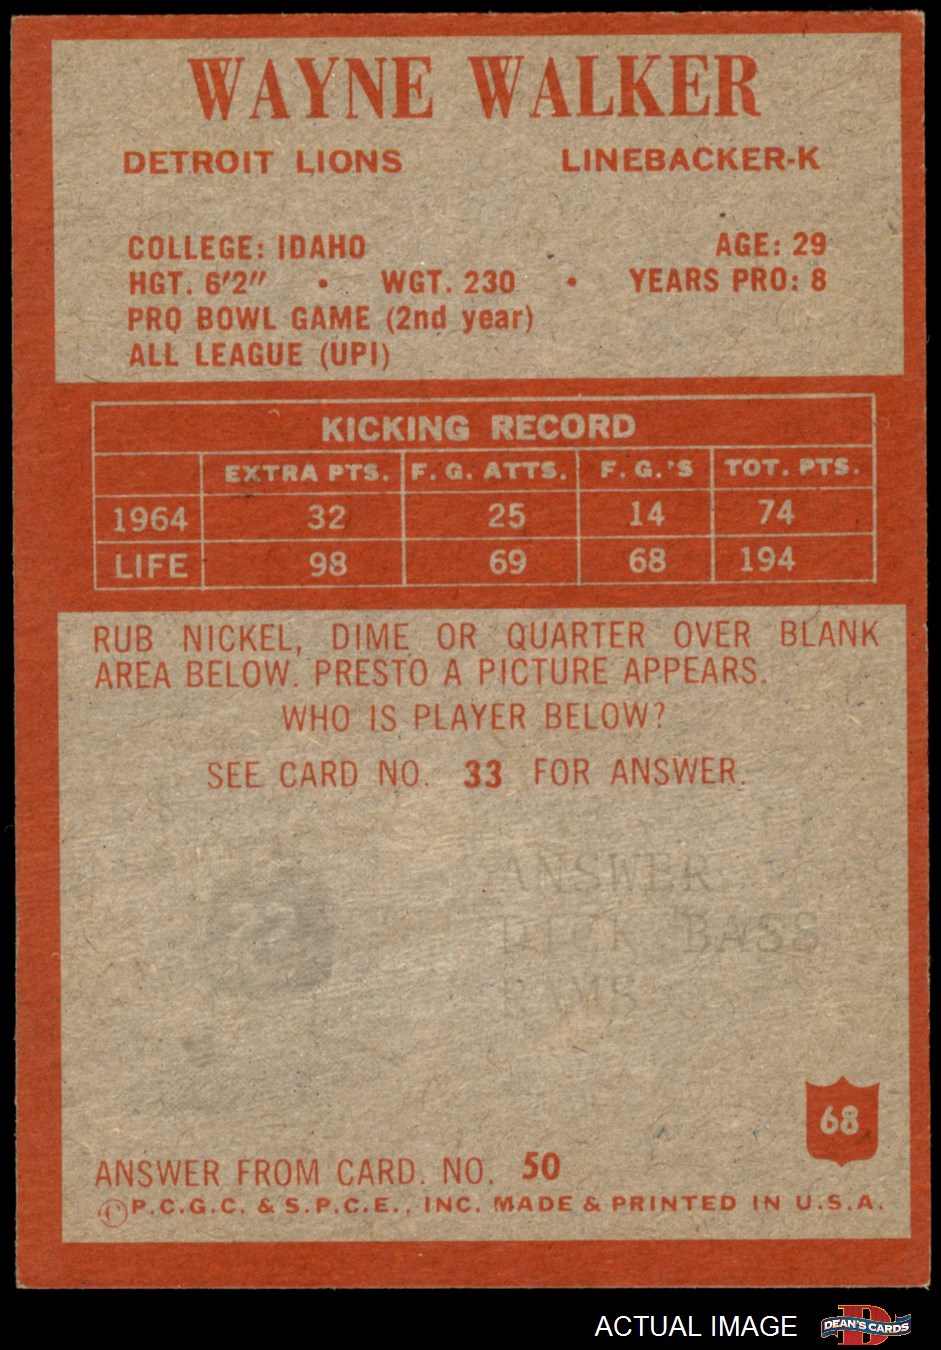 WAYNE WALKER
DETROIT LIONS LINEBACKER-K
COLLEGE: IDAHO AGE: 29
HGT. 6'2" • WGT. 230 • YEARS PRO: 8
PRO BOWL GAME (2nd year)
ALL LEAGUE (UPI)
KICKING RECORD
EXTRA PTS. F. G. ATTS. F. G.'S TOT. PTS.
1964 32 25 14 74
LIFE 98 69 68 194
RUB NICKEL, DIME OR QUARTER OVER BLANK
AREA BELOW. PRESTO A PICTURE APPEARS.
WHO IS PLAYER BELOW?
SEE CARD NO. 33 FOR ANSWER.
ANSWER
22 DICK BASS
RAMS
68
ANSWER FROM CARD. NO. 50
©P.C.G.C. & S.P.C.E., INC. MADE & PRINTED IN U.S.A.
ACTUAL IMAGE DEAN'S CARDS